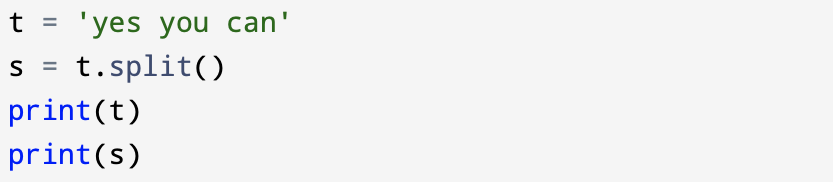 t = 'yes you can'
s = t.split()
print(t)
print(s)